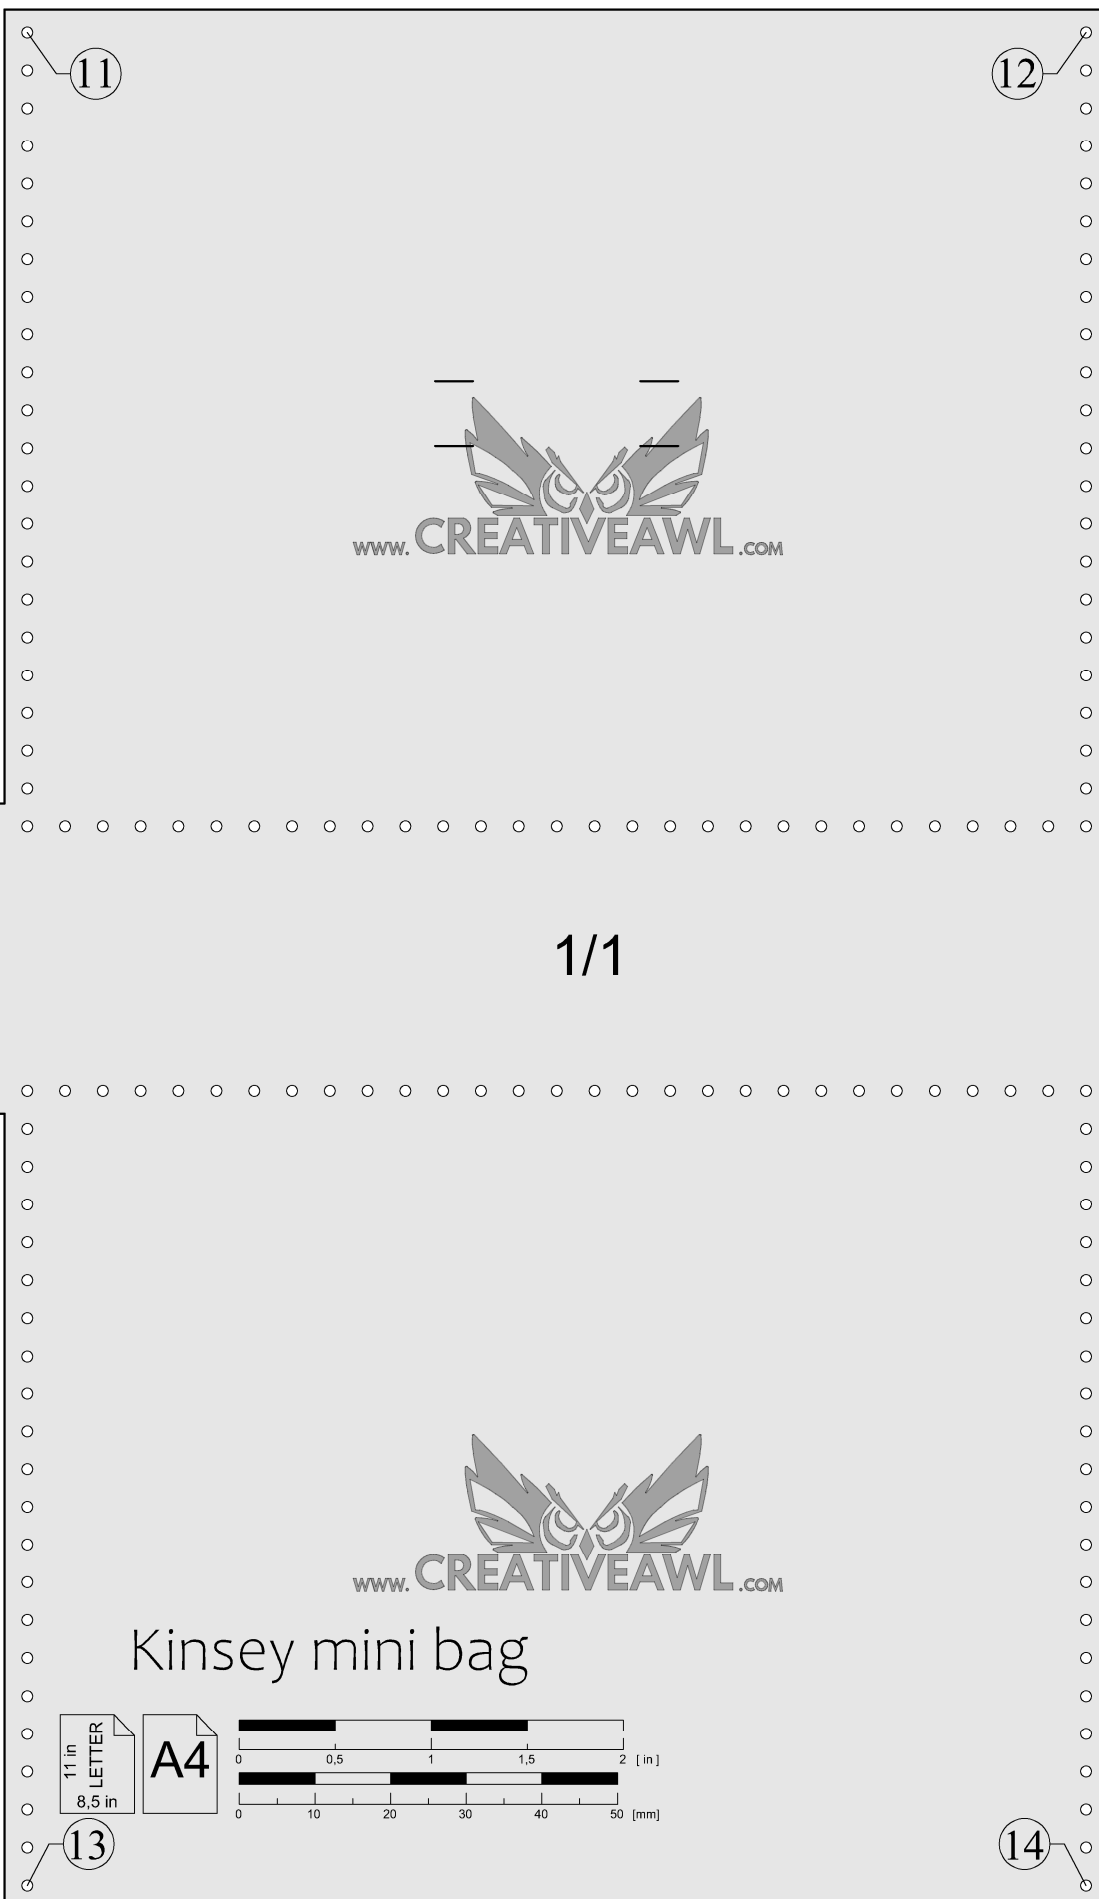 11
12
www. CREATIVEAWL .COM
1/1
www. CREATIVEAWL .COM
Kinsey mini bag
11 in
LETTER
8,5 in
A4
0 0,5 1 1,5 2 [ in ]
0 10 20 30 40 50 [mm]
13
14